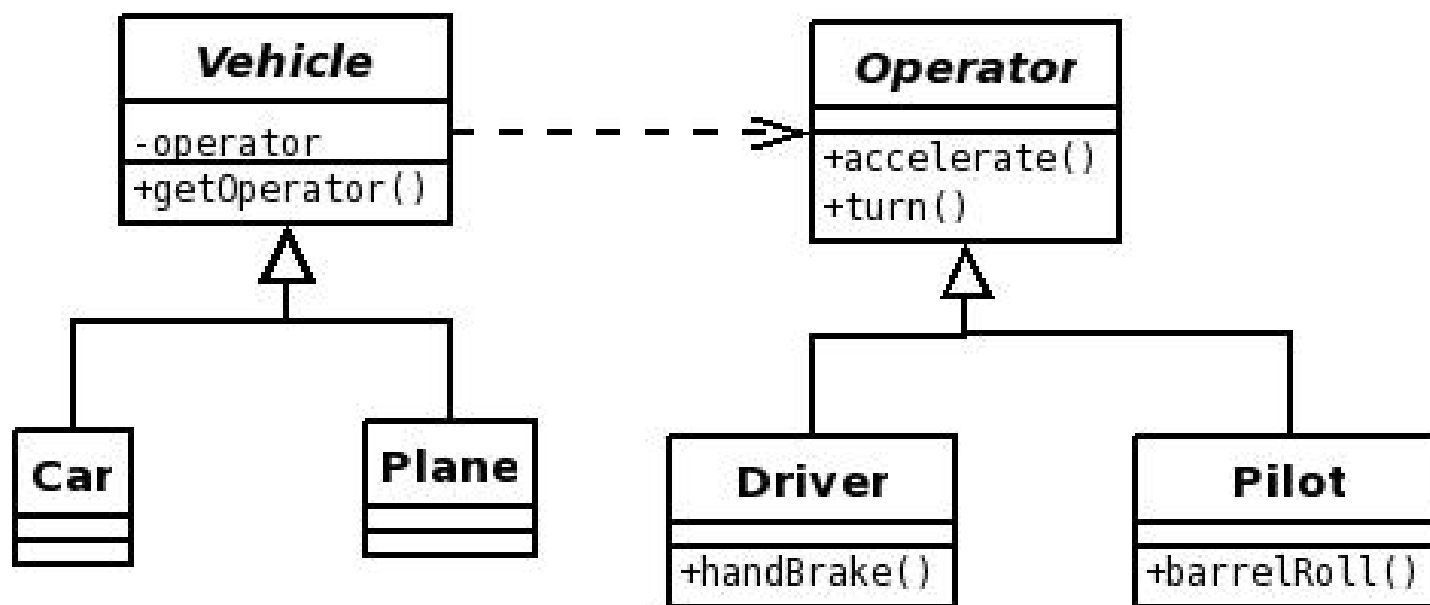 Vehicle
-operator
+getOperator()
Operator
+accelerate()
+turn()
Car
Plane
Driver
+handBrake()
Pilot
+barrelRoll()